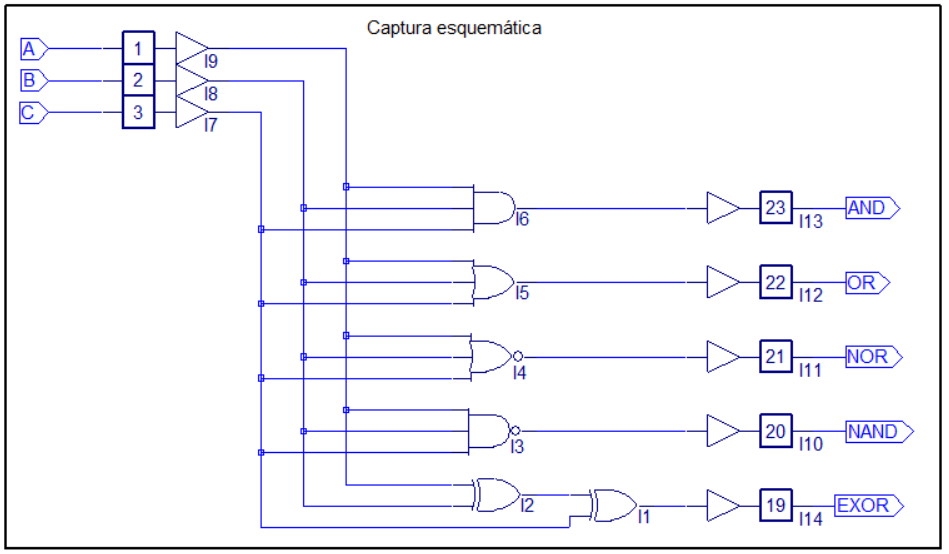 Captura esquemática
A 1 I9
B 2 I8
C 3 I7
I6 23 I13 AND
I5 22 I12 OR
I4 21 I11 NOR
I3 20 I10 NAND
I2 I1 19 I14 EXOR